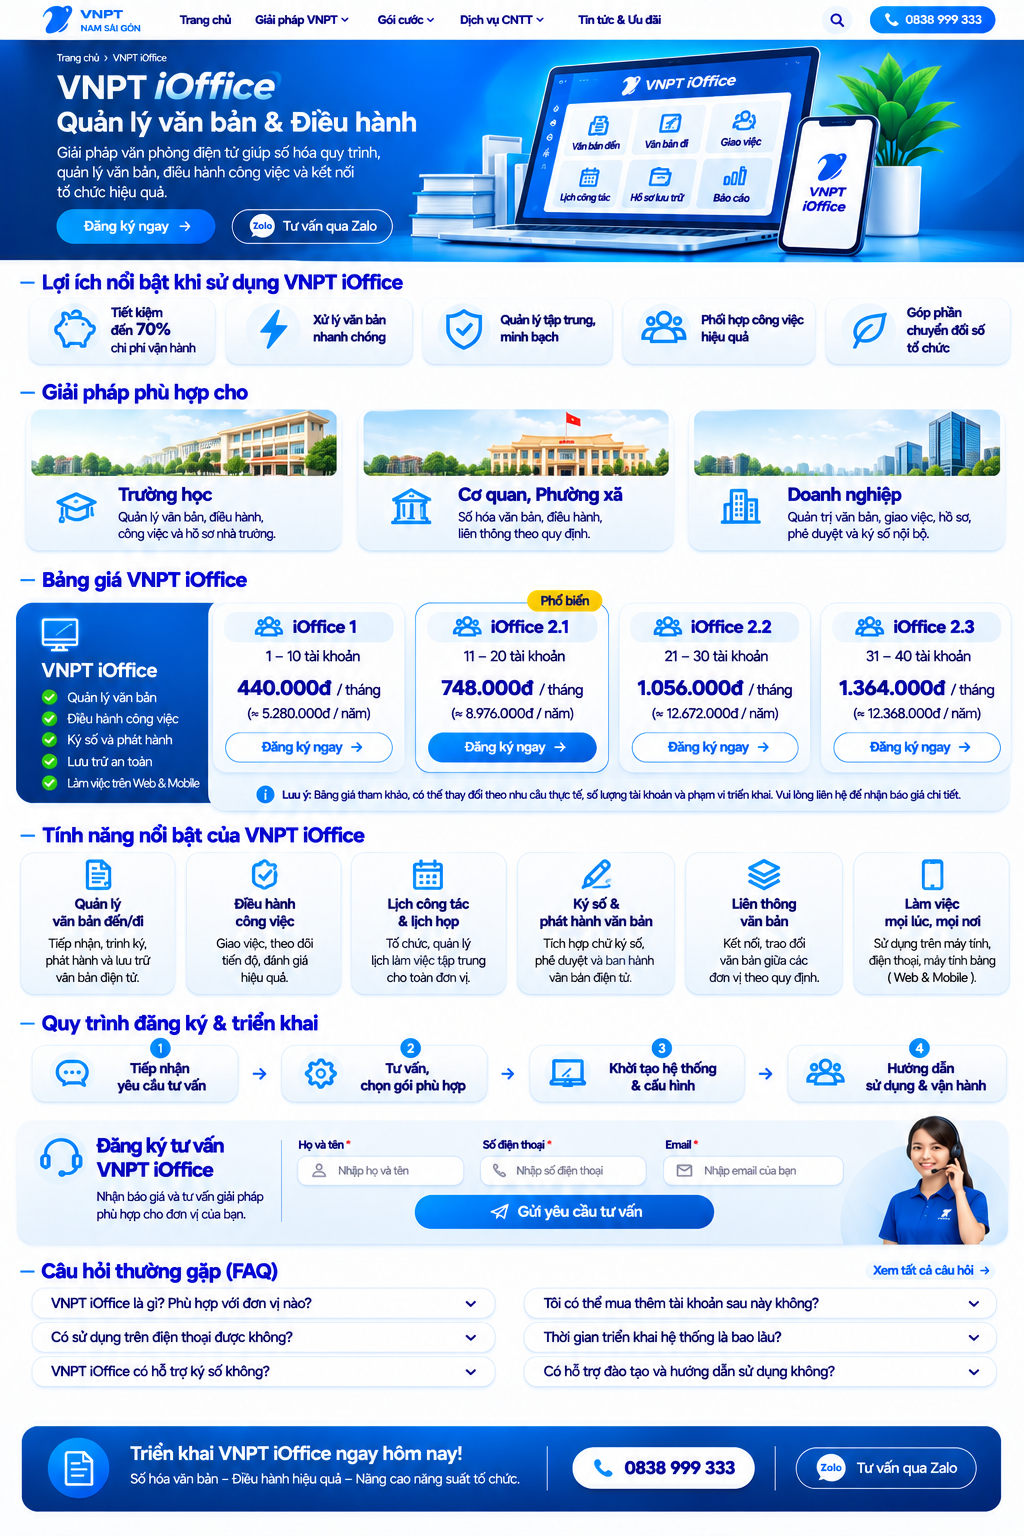 VNPT
NAM SÀI GÒN
Trang chủ
Giải pháp VNPT
Gói cước
Dịch vụ CNTT
Tin tức & Ưu đãi
0838 999 333
Trang chủ › VNPT iOffice
VNPT iOffice
Quản lý văn bản & Điều hành
Giải pháp văn phòng điện tử giúp số hóa quy trình,
quản lý văn bản, điều hành công việc và kết nối
tổ chức hiệu quả.
Đăng ký ngay →
Zalo Tư vấn qua Zalo
VNPT iOffice
Văn bản đến
Văn bản đi
Giao việc
Lịch công tác
Hồ sơ lưu trữ
Báo cáo
VNPT
iOffice
Lợi ích nổi bật khi sử dụng VNPT iOffice
Tiết kiệm
đến 70%
chi phí vận hành
Xử lý văn bản
nhanh chóng
Quản lý tập trung,
minh bạch
Phối hợp công việc
hiệu quả
Góp phần
chuyển đổi số
tổ chức
Giải pháp phù hợp cho
Trường học
Quản lý văn bản, điều hành,
công việc và hồ sơ nhà trường.
Cơ quan, Phường xã
Số hóa văn bản, điều hành,
liên thông theo quy định.
Doanh nghiệp
Quản trị văn bản, giao việc, hồ sơ,
phê duyệt và ký số nội bộ.
Bảng giá VNPT iOffice
VNPT iOffice
Quản lý văn bản
Điều hành công việc
Ký số và phát hành
Lưu trữ an toàn
Làm việc trên Web & Mobile
iOffice 1
1 – 10 tài khoản
440.000đ / tháng
(≈ 5.280.000đ / năm)
Đăng ký ngay →
Phổ biến
iOffice 2.1
11 – 20 tài khoản
748.000đ / tháng
(≈ 8.976.000đ / năm)
Đăng ký ngay →
iOffice 2.2
21 – 30 tài khoản
1.056.000đ / tháng
(≈ 12.672.000đ / năm)
Đăng ký ngay →
iOffice 2.3
31 – 40 tài khoản
1.364.000đ / tháng
(≈ 12.368.000đ / năm)
Đăng ký ngay →
Lưu ý: Bảng giá tham khảo, có thể thay đổi theo nhu cầu thực tế, số lượng tài khoản và phạm vi triển khai. Vui lòng liên hệ để nhận báo giá chi tiết.
Tính năng nổi bật của VNPT iOffice
Quản lý
văn bản đến/đi
Tiếp nhận, trình ký,
phát hành và lưu trữ
văn bản điện tử.
Điều hành
công việc
Giao việc, theo dõi
tiến độ, đánh giá
hiệu quả.
Lịch công tác
& lịch họp
Tổ chức, quản lý
lịch làm việc tập trung
cho toàn đơn vị.
Ký số &
phát hành văn bản
Tích hợp chữ ký số,
phê duyệt và ban hành
văn bản điện tử.
Liên thông
văn bản
Kết nối, trao đổi
văn bản giữa các
đơn vị theo quy định.
Làm việc
mọi lúc, mọi nơi
Sử dụng trên máy tính,
điện thoại, máy tính bảng
( Web & Mobile ).
Quy trình đăng ký & triển khai
1
Tiếp nhận
yêu cầu tư vấn
→
2
Tư vấn,
chọn gói phù hợp
→
3
Khởi tạo hệ thống
& cấu hình
→
4
Hướng dẫn
sử dụng & vận hành
Đăng ký tư vấn
VNPT iOffice
Nhận báo giá và tư vấn giải pháp
phù hợp cho đơn vị của bạn.
Họ và tên *
Nhập họ và tên
Số điện thoại *
Nhập số điện thoại
Email *
Nhập email của bạn
Gửi yêu cầu tư vấn
Câu hỏi thường gặp (FAQ)
Xem tất cả câu hỏi →
VNPT iOffice là gì? Phù hợp với đơn vị nào?
Tôi có thể mua thêm tài khoản sau này không?
Có sử dụng trên điện thoại được không?
Thời gian triển khai hệ thống là bao lâu?
VNPT iOffice có hỗ trợ ký số không?
Có hỗ trợ đào tạo và hướng dẫn sử dụng không?
Triển khai VNPT iOffice ngay hôm nay!
Số hóa văn bản – Điều hành hiệu quả – Nâng cao năng suất tổ chức.
0838 999 333
Zalo Tư vấn qua Zalo